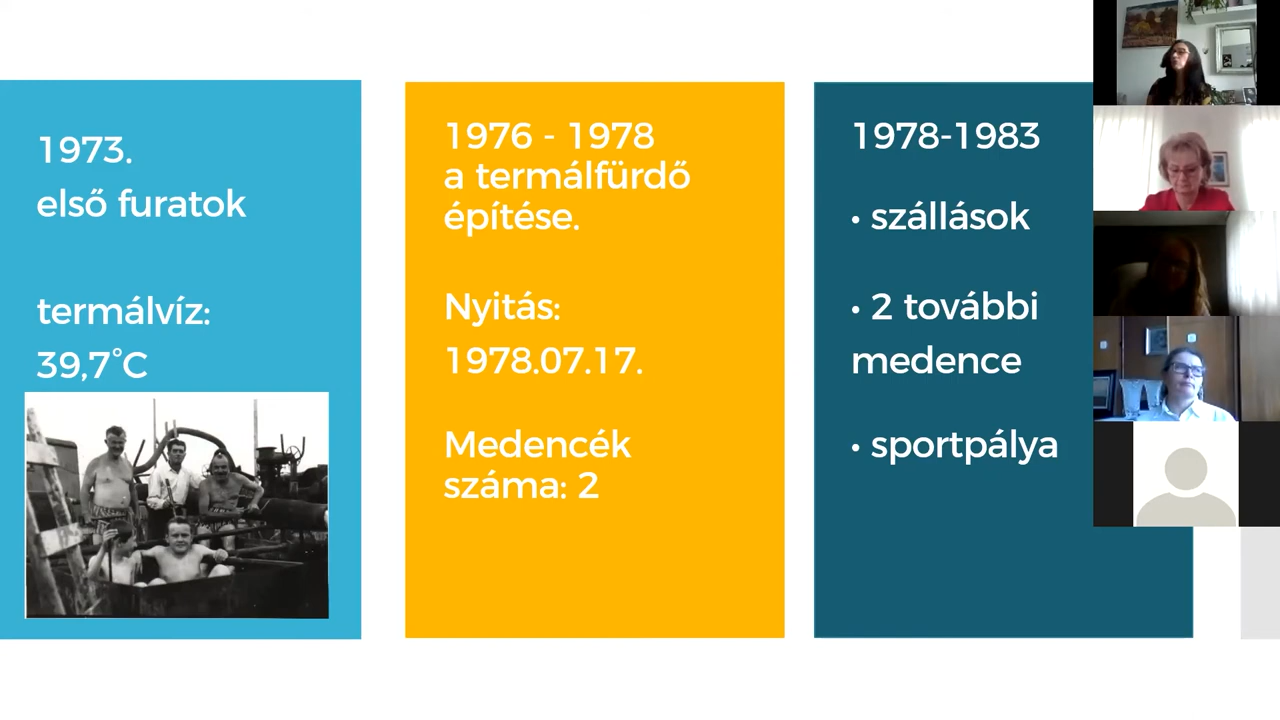 1973.
első furatok
termálvíz:
39,7°C
1976 - 1978
a termálfürdő
építése.
Nyitás:
1978.07.17.
Medencék
száma: 2
1978-1983
• szállások
• 2 további
medence
• sportpálya